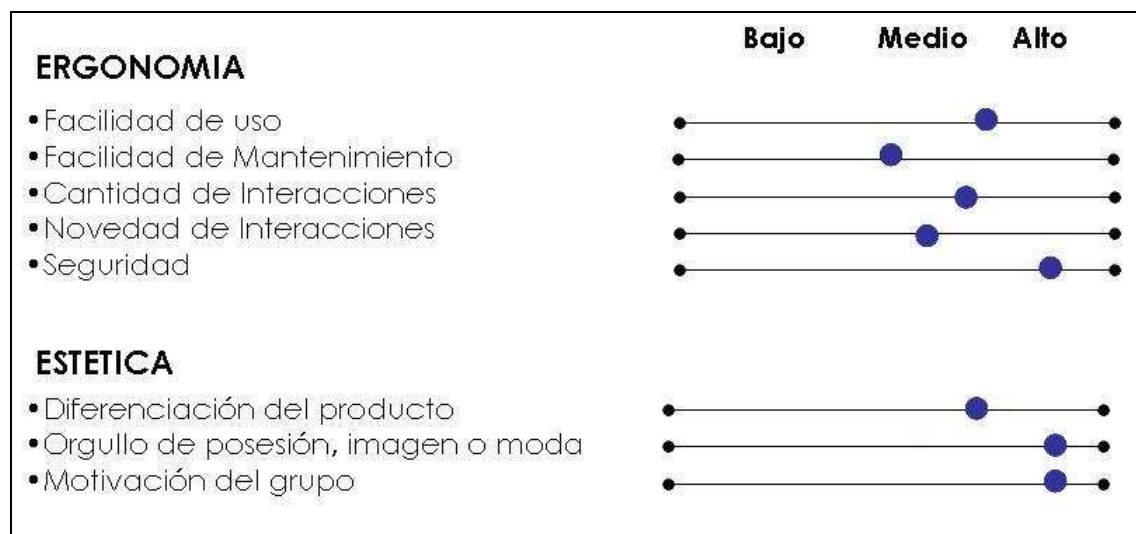 Bajo Medio Alto
ERGONOMIA
•Facilidad de uso
•Facilidad de Mantenimiento
•Cantidad de Interacciones
•Novedad de Interacciones
•Seguridad
ESTETICA
•Diferenciación del producto
•Orgullo de posesión, imagen o moda
•Motivación del grupo